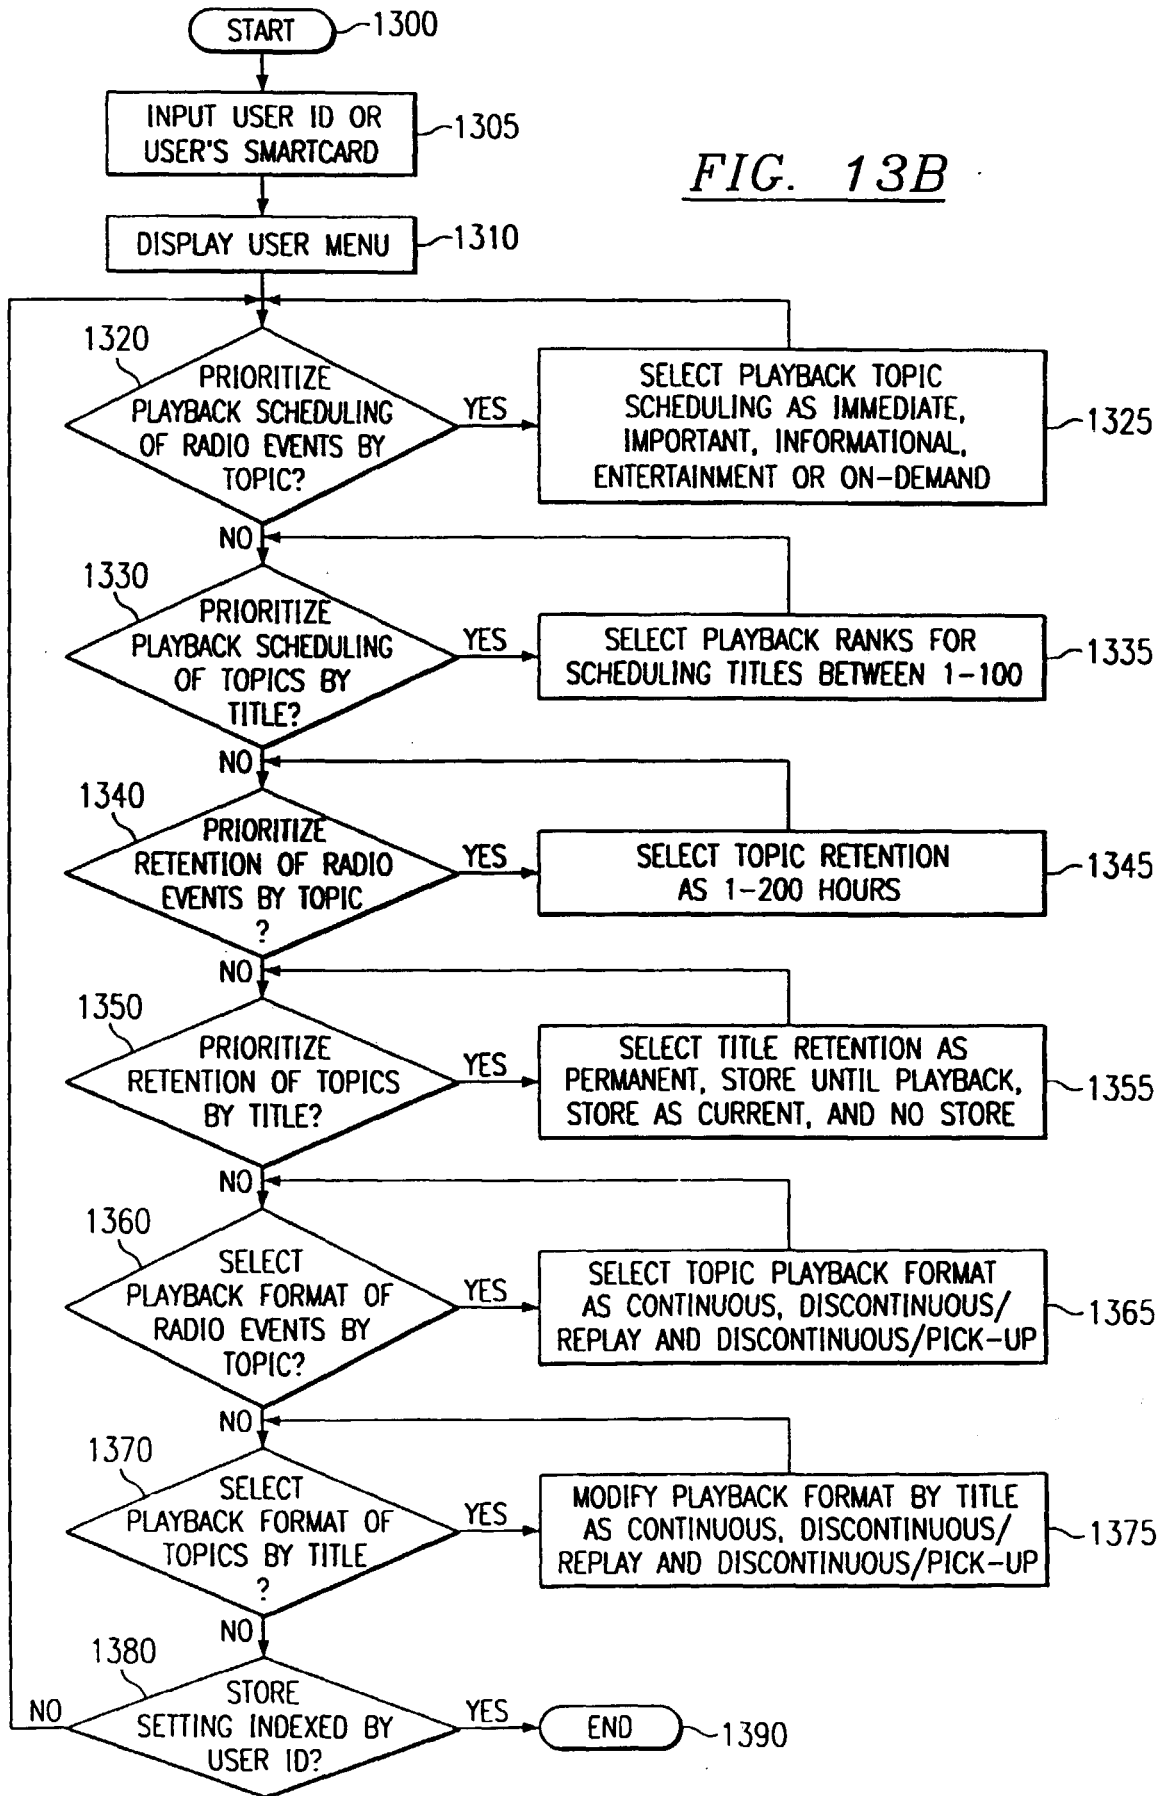 START
1300
INPUT USER ID OR
USER'S SMARTCARD
1305
FIG. 13B
DISPLAY USER MENU
1310
1320
PRIORITIZE
PLAYBACK SCHEDULING
OF RADIO EVENTS BY
TOPIC?
YES
SELECT PLAYBACK TOPIC
SCHEDULING AS IMMEDIATE,
IMPORTANT, INFORMATIONAL,
ENTERTAINMENT OR ON-DEMAND
1325
NO
1330
PRIORITIZE
PLAYBACK SCHEDULING
OF TOPICS BY
TITLE?
YES
SELECT PLAYBACK RANKS FOR
SCHEDULING TITLES BETWEEN 1-100
1335
NO
1340
PRIORITIZE
RETENTION OF RADIO
EVENTS BY TOPIC
?
YES
SELECT TOPIC RETENTION
AS 1-200 HOURS
1345
NO
1350
PRIORITIZE
RETENTION OF TOPICS
BY TITLE?
YES
SELECT TITLE RETENTION AS
PERMANENT, STORE UNTIL PLAYBACK,
STORE AS CURRENT, AND NO STORE
1355
NO
1360
SELECT
PLAYBACK FORMAT OF
RADIO EVENTS BY
TOPIC?
YES
SELECT TOPIC PLAYBACK FORMAT
AS CONTINUOUS, DISCONTINUOUS/
REPLAY AND DISCONTINUOUS/PICK-UP
1365
NO
1370
SELECT
PLAYBACK FORMAT OF
TOPICS BY TITLE
?
YES
MODIFY PLAYBACK FORMAT BY TITLE
AS CONTINUOUS, DISCONTINUOUS/
REPLAY AND DISCONTINUOUS/PICK-UP
1375
NO
1380
NO
STORE
SETTING INDEXED BY
USER ID?
YES
END
1390